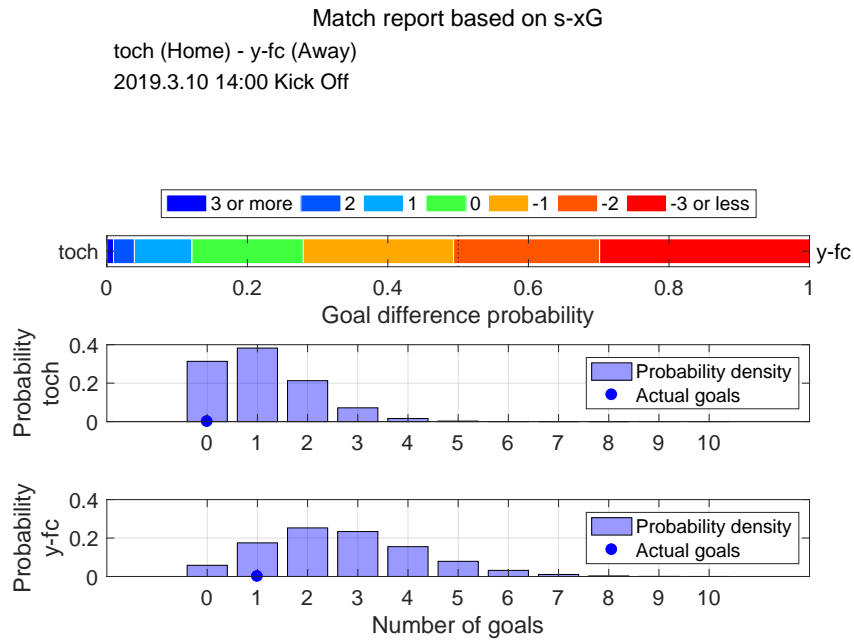 Match report based on s-xG
toch (Home) - y-fc (Away)
2019.3.10 14:00 Kick Off
3 or more 2 1 0 -1 -2 -3 or less
toch y-fc
0 0.2 0.4 0.6 0.8 1
Goal difference probability
Probability
toch
0.4
0.2
0
Probability density
Actual goals
0 1 2 3 4 5 6 7 8 9 10
Probability
y-fc
0.4
0.2
0
Probability density
Actual goals
0 1 2 3 4 5 6 7 8 9 10
Number of goals